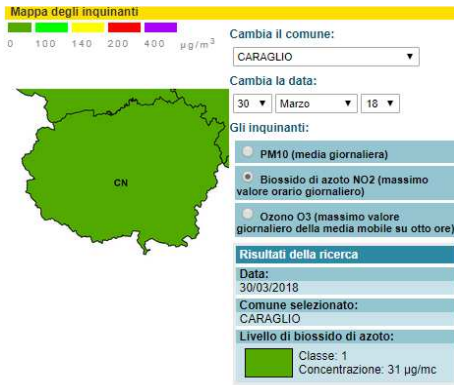 Mappa degli inquinanti
0 100 140 200 400 µg/m³
CN
Cambia il comune:
CARAGLIO
Cambia la data:
30 Marzo 18
Gli inquinanti:
PM10 (media giornaliera)
Biossido di azoto NO2 (massimo
valore orario giornaliero)
Ozono O3 (massimo valore
giornaliero della media mobile su otto ore)
Risultati della ricerca
Data:
30/03/2018
Comune selezionato:
CARAGLIO
Livello di biossido di azoto:
Classe: 1
Concentrazione: 31 µg/mc